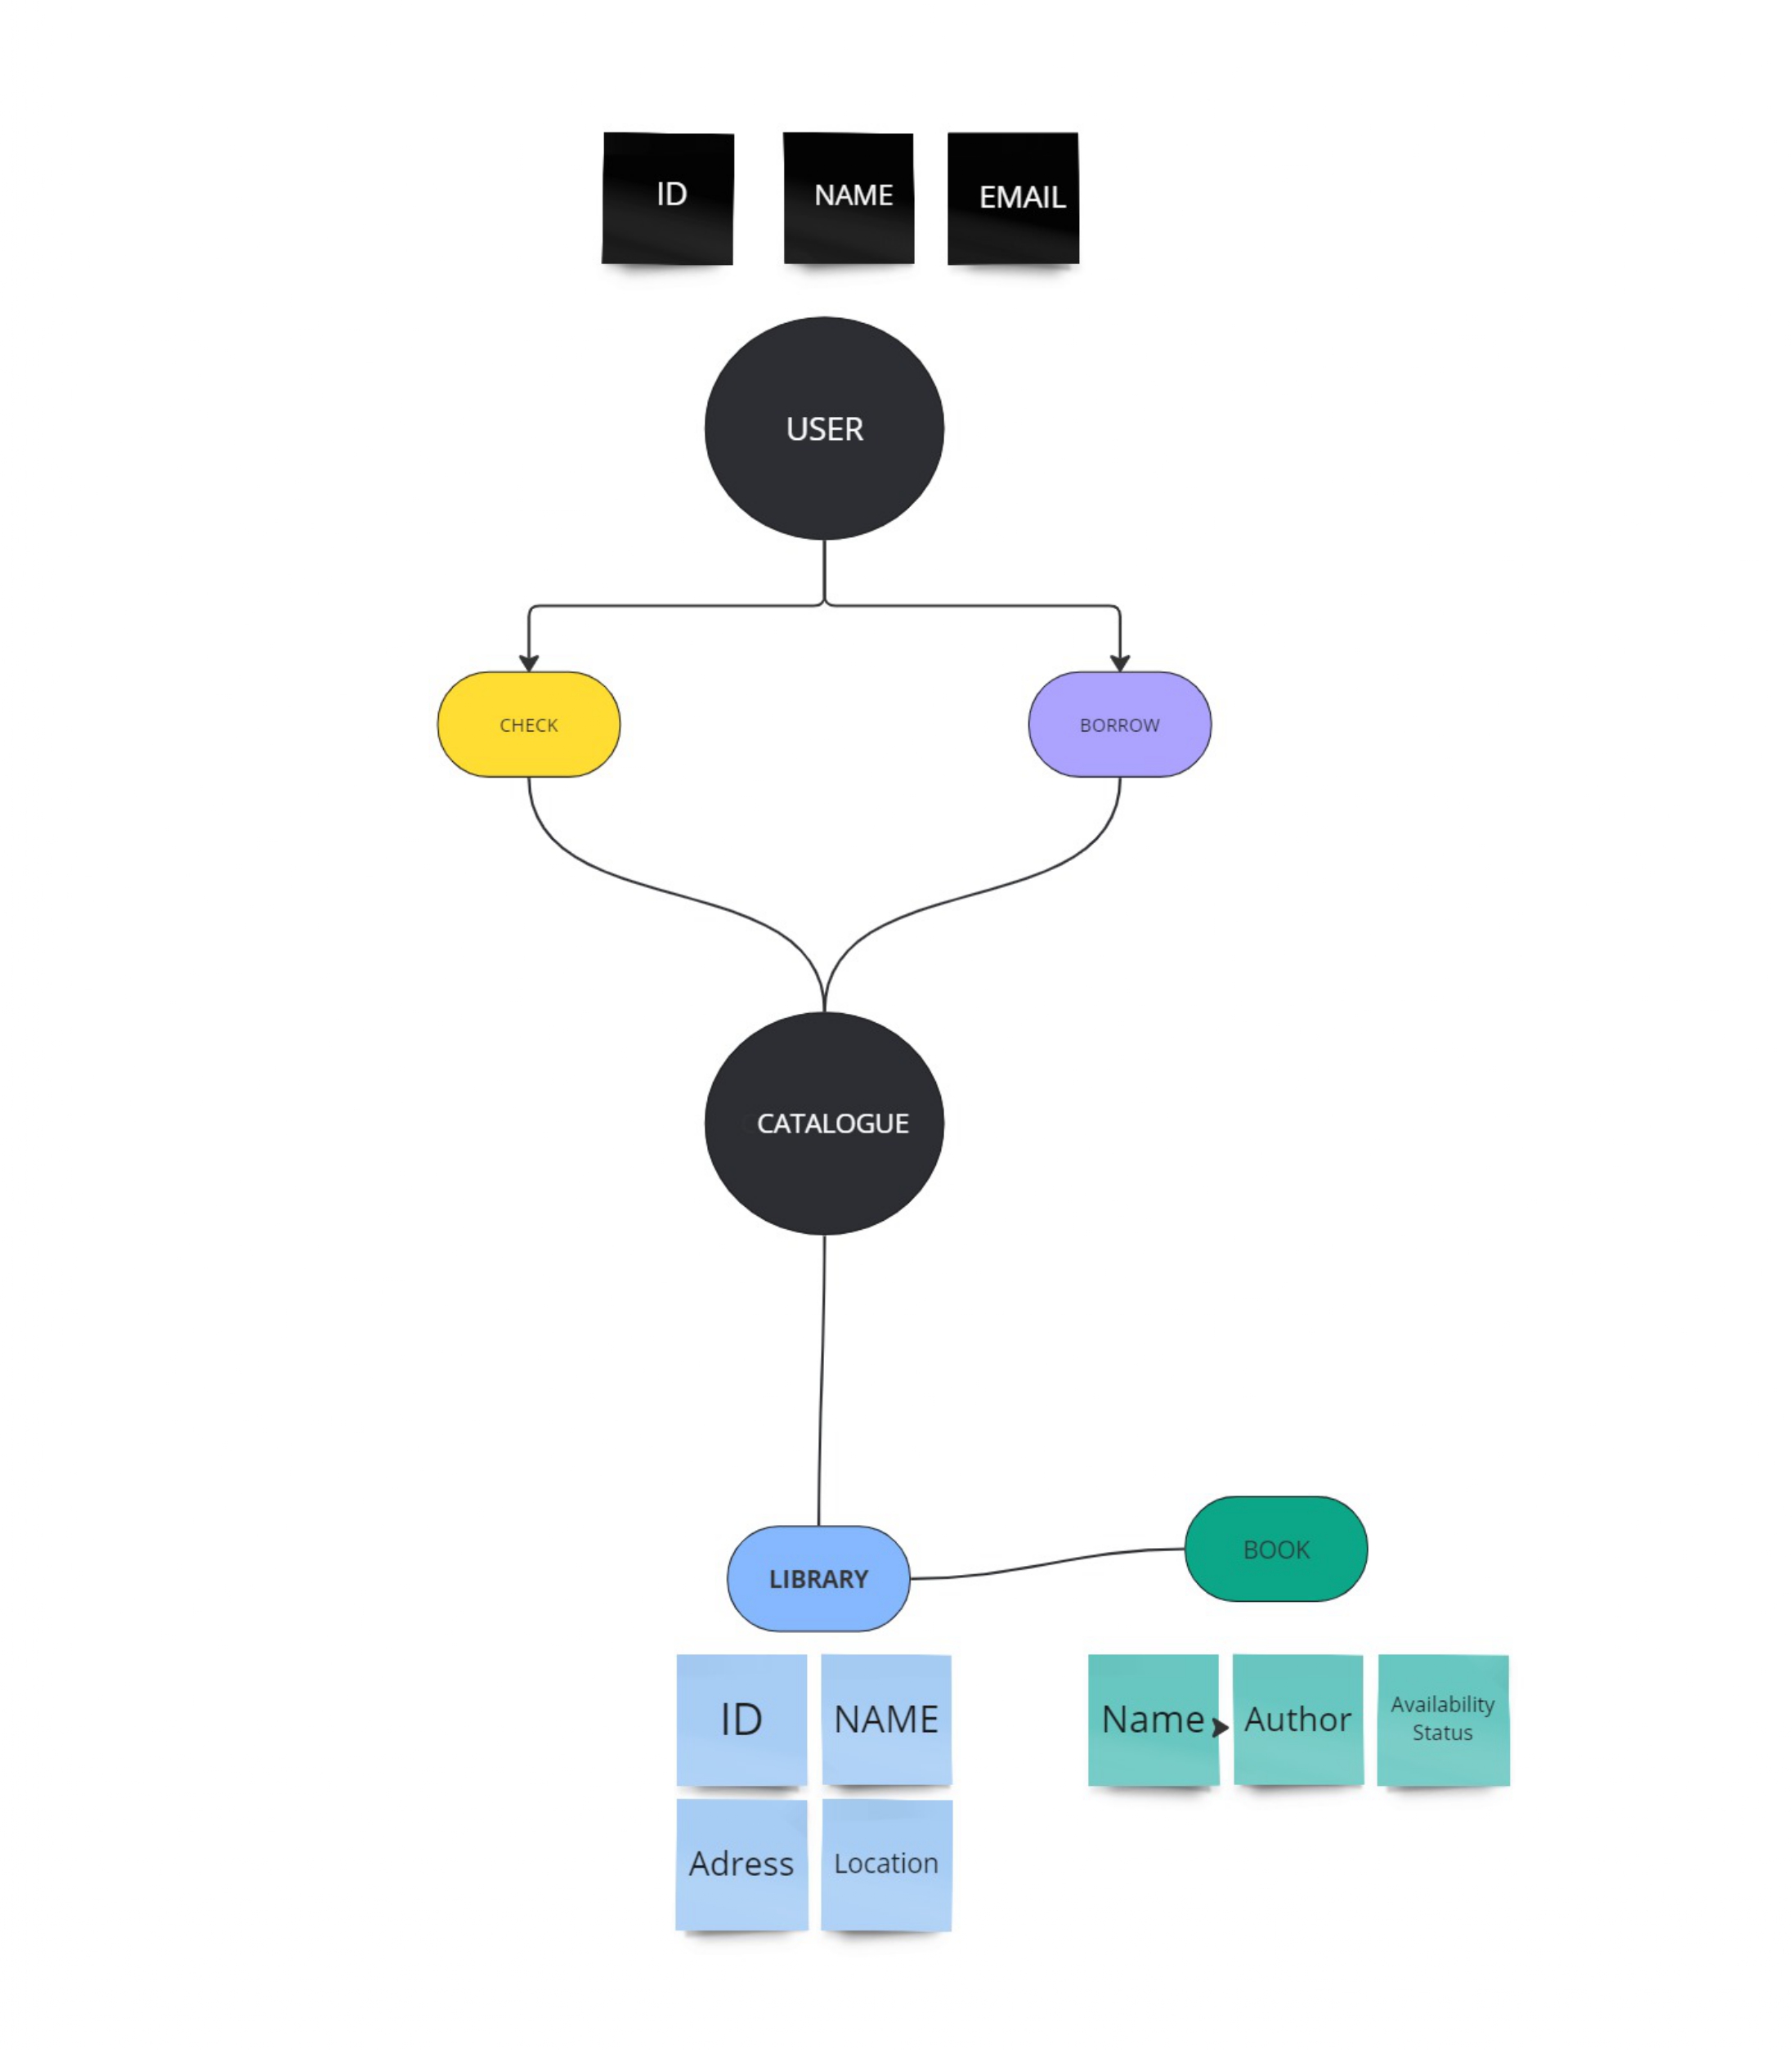 ID
NAME
EMAIL
USER
CHECK
BORROW
CATALOGUE
LIBRARY
BOOK
ID
NAME
Name
Author
Availability
Status
Adress
Location